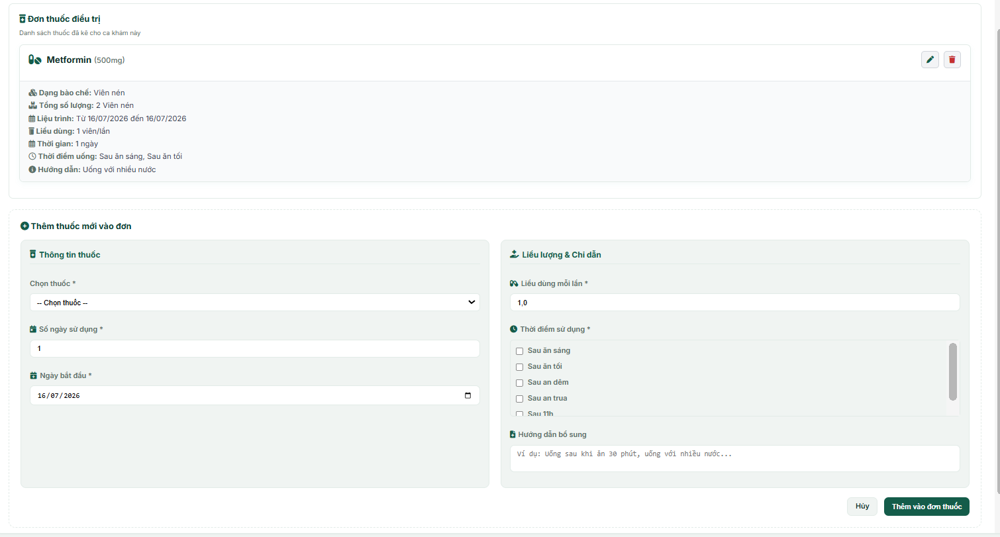 Đơn thuốc điều trị
Danh sách thuốc đã kê cho ca khám này
Metformin (500mg)
Dạng bào chế: Viên nén
Tổng số lượng: 2 Viên nén
Liệu trình: Từ 16/07/2026 đến 16/07/2026
Liều dùng: 1 viên/lần
Thời gian: 1 ngày
Thời điểm uống: Sau ăn sáng, Sau ăn tối
Hướng dẫn: Uống với nhiều nước
Thêm thuốc mới vào đơn
Thông tin thuốc
Chọn thuốc *
-- Chọn thuốc --
Số ngày sử dụng *
1
Ngày bắt đầu *
16/07/2026
Liều lượng & Chỉ dẫn
Liều dùng mỗi lần *
1,0
Thời điểm sử dụng *
Sau ăn sáng
Sau ăn tối
Sau an đêm
Sau an trua
Sau 11h
Hướng dẫn bổ sung
Ví dụ: Uống sau khi ăn 30 phút, uống với nhiều nước...
Hủy
Thêm vào đơn thuốc